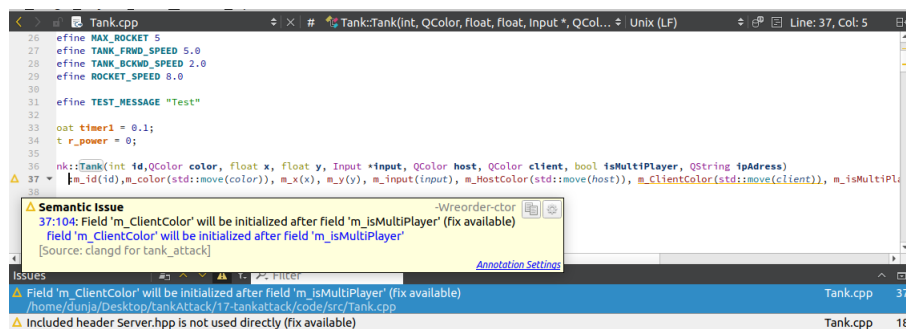 Tank.cpp
#
Tank::Tank(int, QColor, float, float, Input *, QCol...
Unix (LF)
Line: 37, Col: 5
26 efine MAX_ROCKET 5
27 efine TANK_FRWD_SPEED 5.0
28 efine TANK_BCKWD_SPEED 2.0
29 efine ROCKET_SPEED 8.0
30
31 efine TEST_MESSAGE "Test"
32
33 oat timer1 = 0.1;
34 t r_power = 0;
35
36 nk::Tank(int id,QColor color, float x, float y, Input *input, QColor host, QColor client, bool isMultiPlayer, QString ipAdress)
37 :m_id(id),m_color(std::move(color)), m_x(x), m_y(y), m_input(input), m_HostColor(std::move(host)), m_ClientColor(std::move(client)), m_isMultiPla
38
Semantic Issue -Wreorder-ctor
37:104: Field 'm_ClientColor' will be initialized after field 'm_isMultiPlayer' (fix available)
field 'm_ClientColor' will be initialized after field 'm_isMultiPlayer'
[Source: clangd for tank_attack]
Annotation Settings
Issues Filter
Field 'm_ClientColor' will be initialized after field 'm_isMultiPlayer' (fix available) Tank.cpp 37
/home/dunja/Desktop/tankAttack/17-tankattack/code/src/Tank.cpp
Included header Server.hpp is not used directly (fix available) Tank.cpp 18